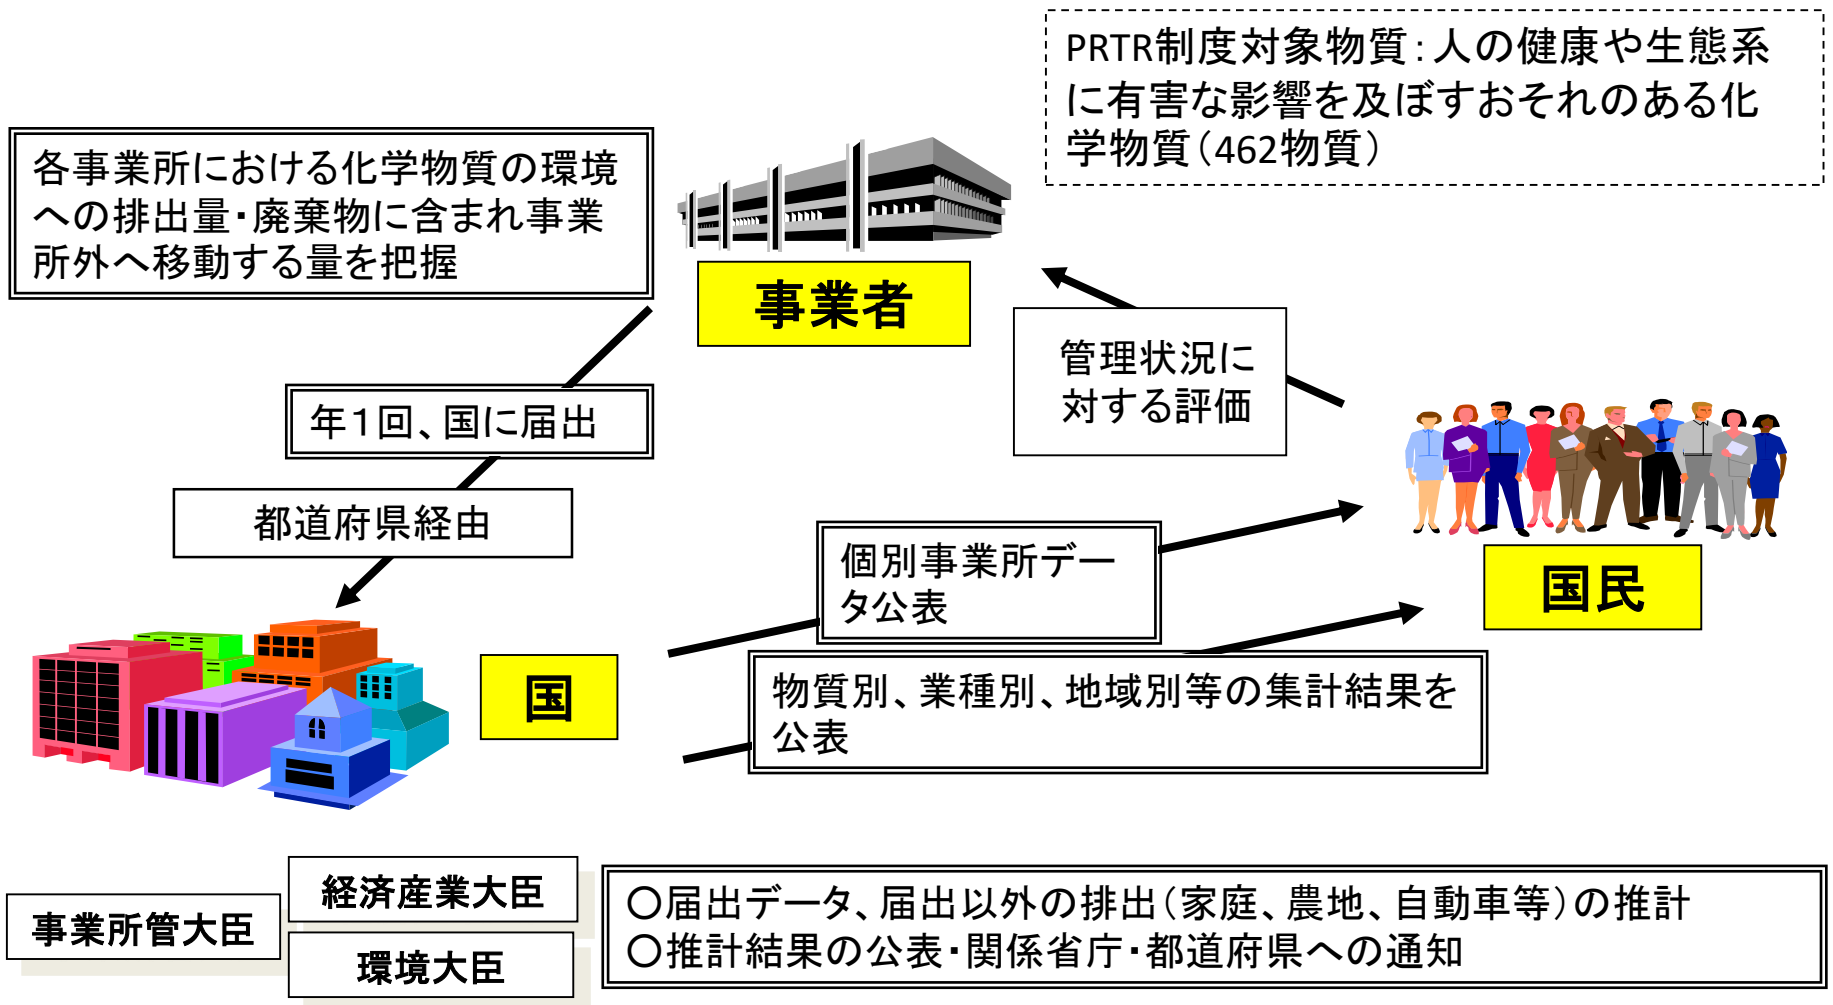 PRTR制度対象物質：人の健康や生態系
に有害な影響を及ぼすおそれのある化
学物質（462物質）
各事業所における化学物質の環境
への排出量・廃棄物に含まれ事業
所外へ移動する量を把握
事業者
管理状況に
対する評価
年１回、国に届出
都道府県経由
個別事業所デー
タ公表
国民
国
物質別、業種別、地域別等の集計結果を
公表
経済産業大臣
事業所管大臣
環境大臣
○届出データ、届出以外の排出（家庭、農地、自動車等）の推計
○推計結果の公表・関係省庁・都道府県への通知